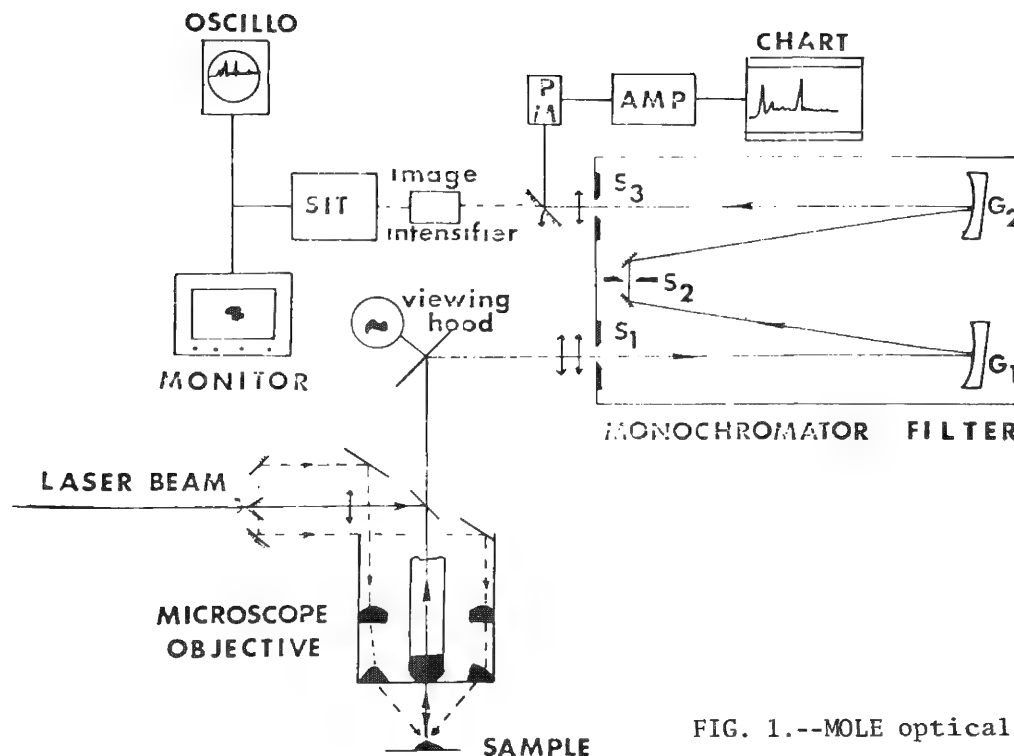 OSCILLO
CHART
P
AMP
S3
G2
image
SIT
intensifier
S2
viewing
hood
S1
G1
MONITOR
MONOCHROMATOR FILTER
LASER BEAM
MICROSCOPE
OBJECTIVE
SAMPLE
FIG. 1.--MOLE optical